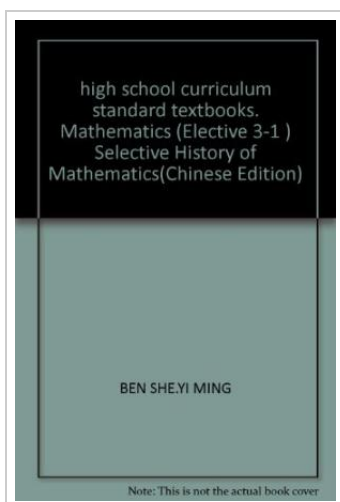 high school curriculum
standard textbooks.
Mathematics (Elective 3-1 )
Selective History of
Mathematics(Chinese Edition)
BEN SHE.YI MING
Note: This is not the actual book cover